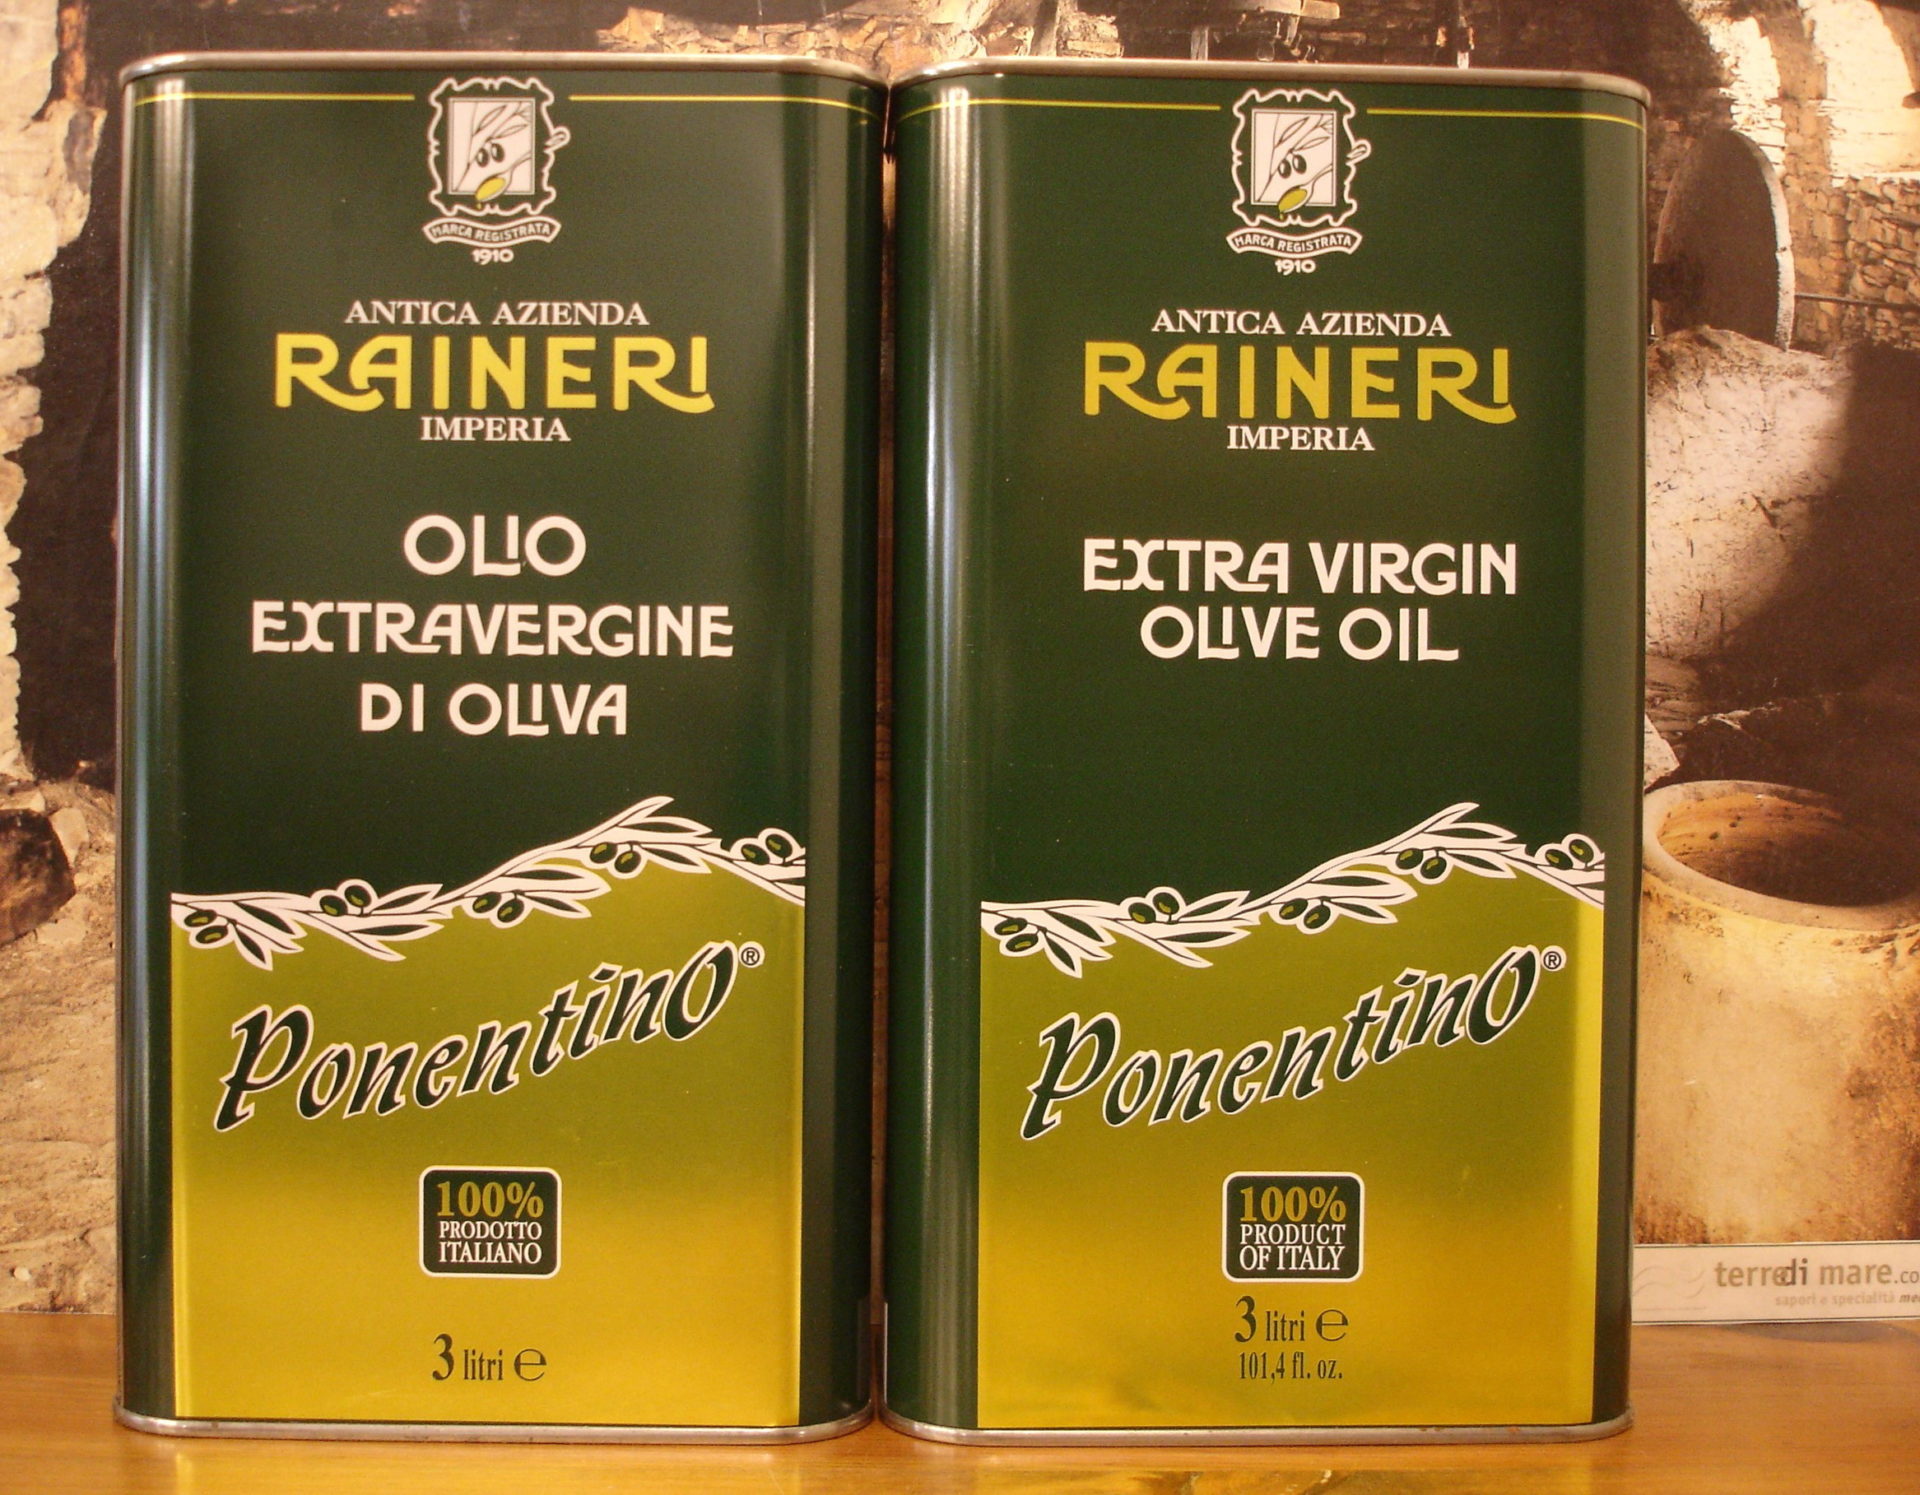 MARCA REGISTRATA
1910
ANTICA AZIENDA
RAINERI
IMPERIA
OLIO
EXTRAVERGINE
DI OLIVA
Ponentino®
100%
PRODOTTO
ITALIANO
3 litri ℮
MARCA REGISTRATA
1910
ANTICA AZIENDA
RAINERI
IMPERIA
EXTRA VIRGIN
OLIVE OIL
Ponentino®
100%
PRODUCT
OF ITALY
3 litri ℮
101,4 fl. oz.
terredi mare.co
sapori e specialità